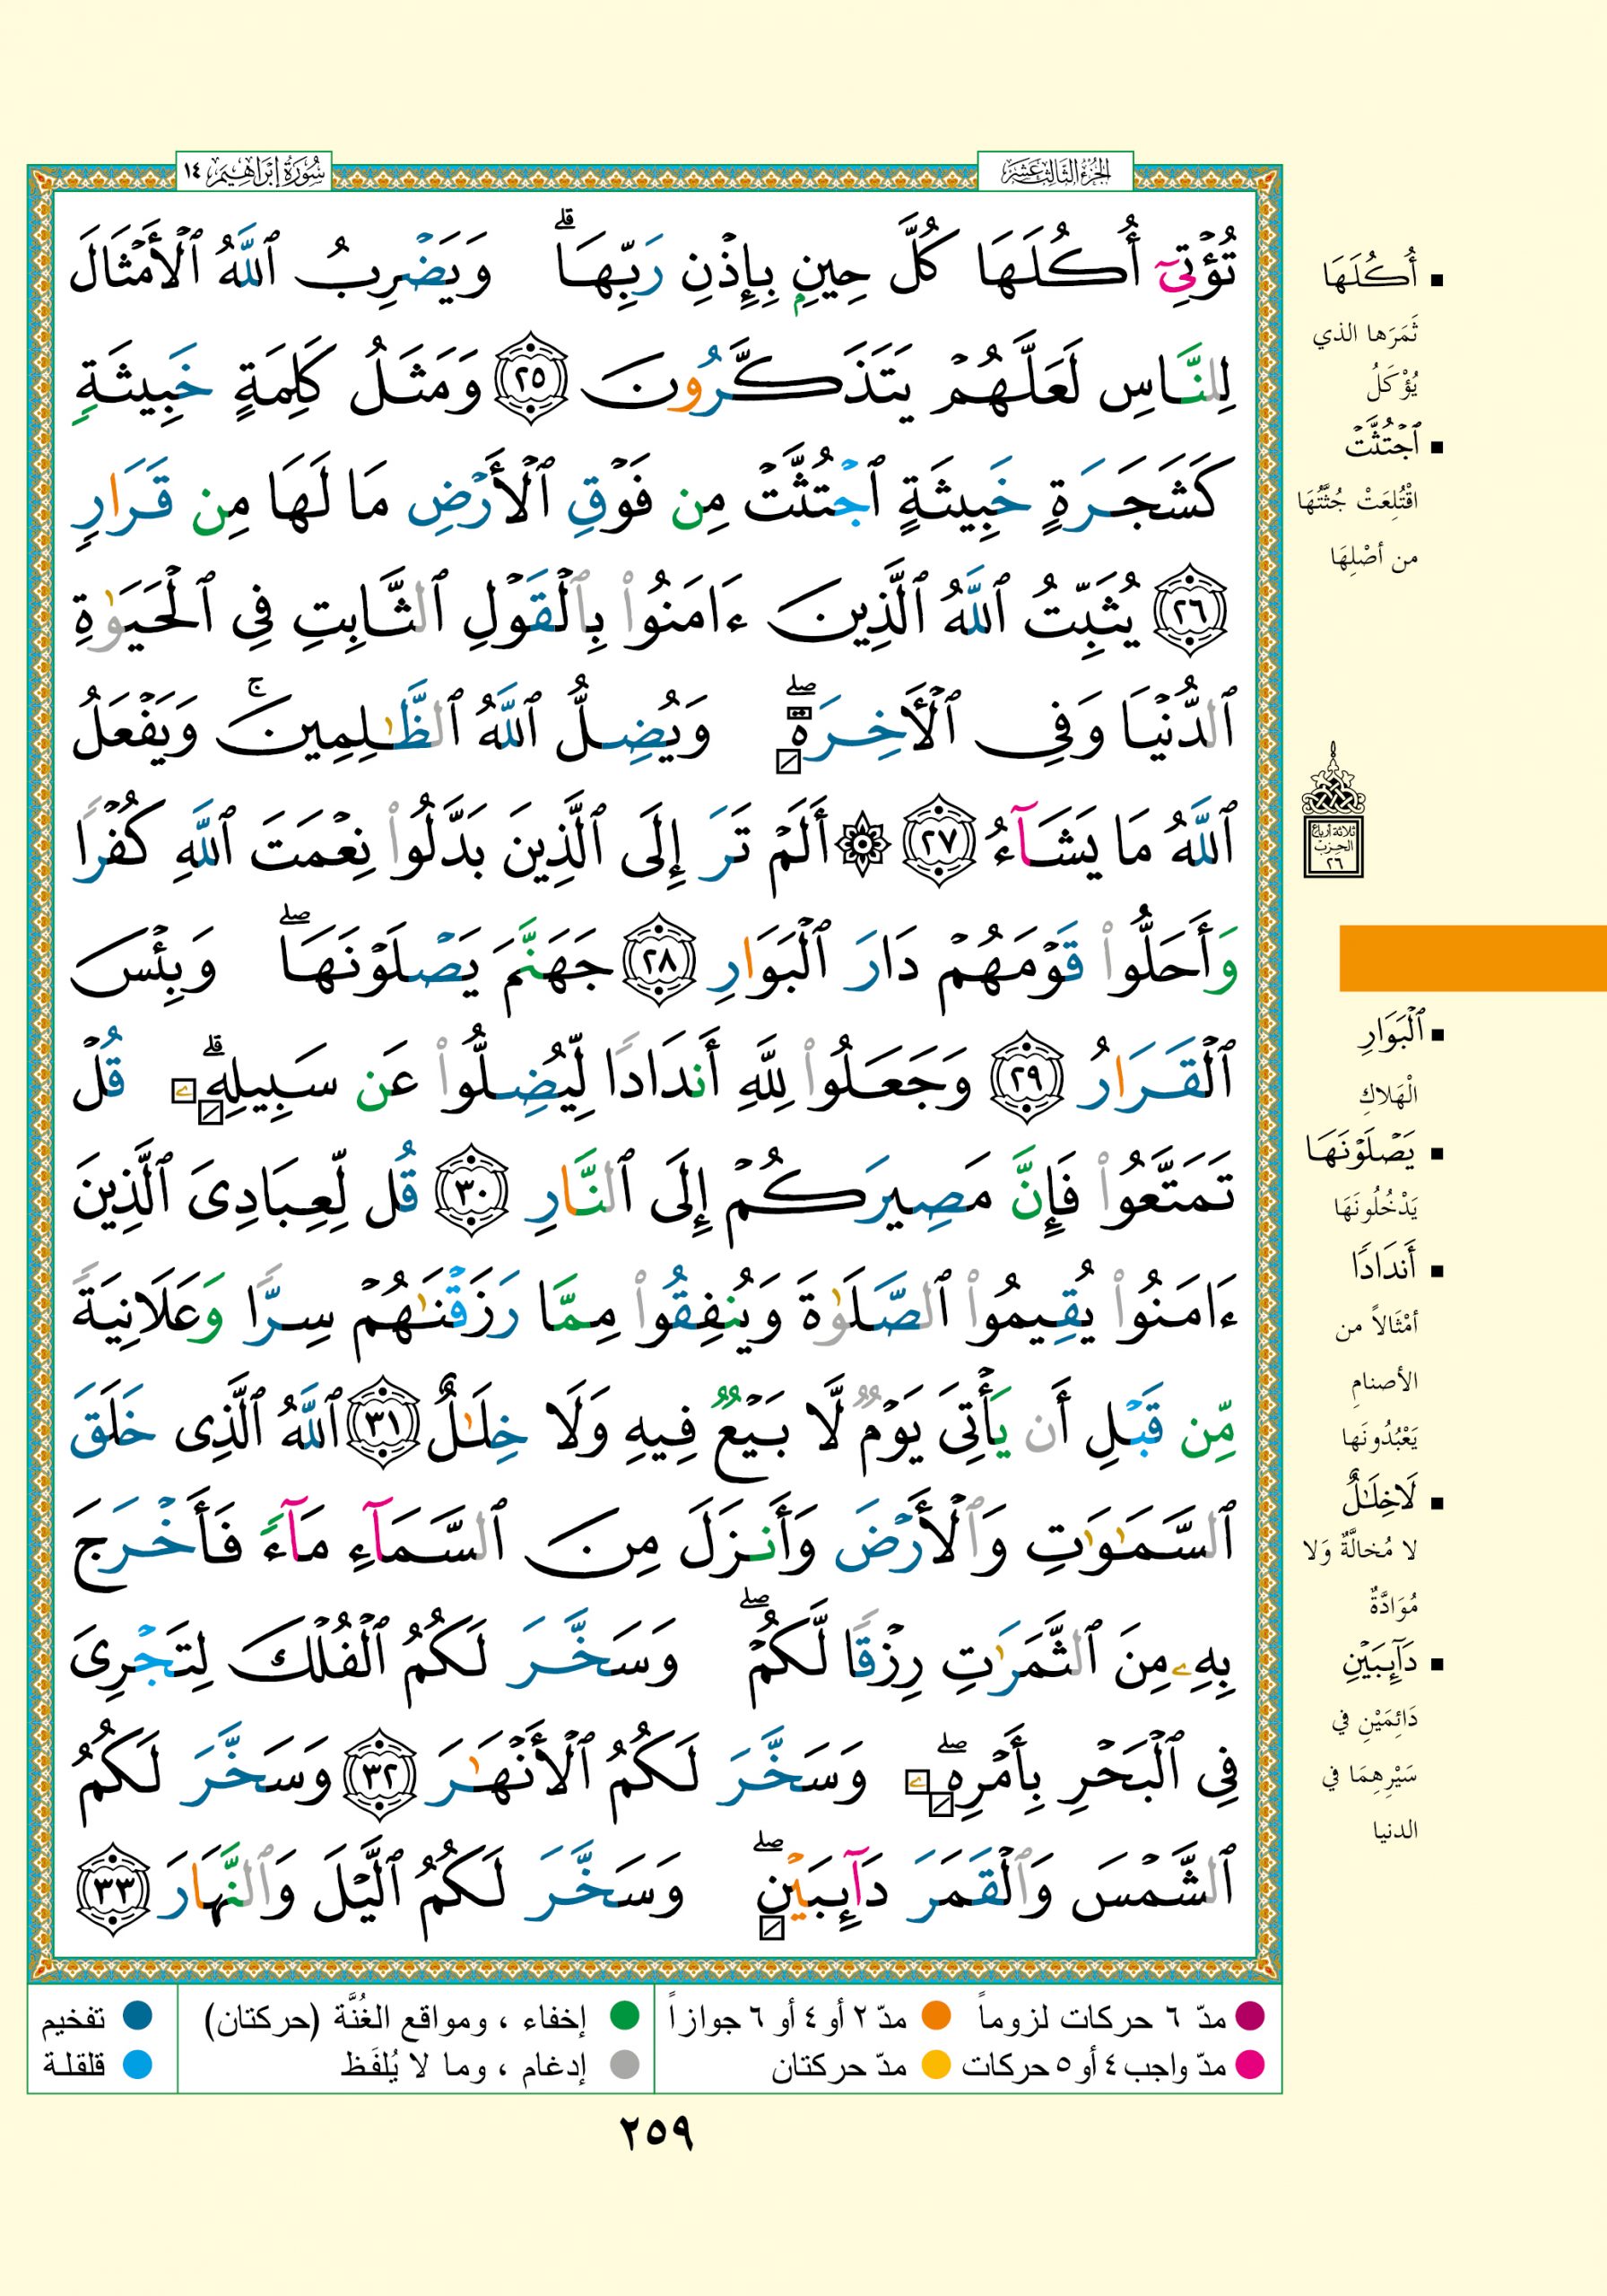 الجزء الثالث عشر
سورة إبراهيم ١٤
تُؤْتِىٓ أُكُلَهَا كُلَّ حِينٍۭ بِإِذْنِ رَبِّهَا ۗ وَيَضْرِبُ ٱللَّهُ ٱلْأَمْثَالَ
لِلنَّاسِ لَعَلَّهُمْ يَتَذَكَّرُونَ ٢٥ وَمَثَلُ كَلِمَةٍ خَبِيثَةٍ
كَشَجَرَةٍ خَبِيثَةٍ ٱجْتُثَّتْ مِن فَوْقِ ٱلْأَرْضِ مَا لَهَا مِن قَرَارٍ
٢٦ يُثَبِّتُ ٱللَّهُ ٱلَّذِينَ ءَامَنُوا۟ بِٱلْقَوْلِ ٱلثَّابِتِ فِى ٱلْحَيَوٰةِ
ٱلدُّنْيَا وَفِى ٱلْأَخِرَةِ ۖ وَيُضِلُّ ٱللَّهُ ٱلظَّـٰلِمِينَ ۚ وَيَفْعَلُ
ٱللَّهُ مَا يَشَآءُ ٢٧ ۞ أَلَمْ تَرَ إِلَى ٱلَّذِينَ بَدَّلُوا۟ نِعْمَتَ ٱللَّهِ كُفْرًا
وَأَحَلُّوا۟ قَوْمَهُمْ دَارَ ٱلْبَوَارِ ٢٨ جَهَنَّمَ يَصْلَوْنَهَا ۖ وَبِئْسَ
ٱلْقَرَارُ ٢٩ وَجَعَلُوا۟ لِلَّهِ أَندَادًا لِّيُضِلُّوا۟ عَن سَبِيلِهِۦ ۗ قُلْ
تَمَتَّعُوا۟ فَإِنَّ مَصِيرَكُمْ إِلَى ٱلنَّارِ ٣٠ قُل لِّعِبَادِىَ ٱلَّذِينَ
ءَامَنُوا۟ يُقِيمُوا۟ ٱلصَّلَوٰةَ وَيُنفِقُوا۟ مِمَّا رَزَقْنَـٰهُمْ سِرًّا وَعَلَانِيَةً
مِّن قَبْلِ أَن يَأْتِىَ يَوْمٌ لَّا بَيْعٌ فِيهِ وَلَا خِلَـٰلٌ ٣١ ٱللَّهُ ٱلَّذِى خَلَقَ
ٱلسَّمَـٰوَٰتِ وَٱلْأَرْضَ وَأَنزَلَ مِنَ ٱلسَّمَآءِ مَآءً فَأَخْرَجَ
بِهِۦ مِنَ ٱلثَّمَرَٰتِ رِزْقًا لَّكُمْ ۖ وَسَخَّرَ لَكُمُ ٱلْفُلْكَ لِتَجْرِىَ
فِى ٱلْبَحْرِ بِأَمْرِهِۦ ۖ وَسَخَّرَ لَكُمُ ٱلْأَنْهَـٰرَ ٣٢ وَسَخَّرَ لَكُمُ
ٱلشَّمْسَ وَٱلْقَمَرَ دَآئِبَيْنِ ۖ وَسَخَّرَ لَكُمُ ٱلَّيْلَ وَٱلنَّهَارَ ٣٣
▪ أُكُلَهَا
ثَمَرَها الذي
يُؤْكَلُ
▪ ٱجْتُثَّتْ
اقْتُلِعَتْ جُثَّتُهَا
من أصْلِهَا
ثلاثة أرباع
الحزب
٢٦
▪ ٱلْبَوَارِ
الْهَلاكِ
▪ يَصْلَوْنَهَا
يَدْخُلُونَهَا
▪ أَندَادًا
أمْثَالاً من
الأصنامِ
يَعْبُدُونَها
▪ لَاخِلَـٰلٌ
لا مُخالَّةٌ وَلا
مُوَادَّةٌ
▪ دَآئِبَيْنِ
دَائِمَيْنِ في
سَيْرِهِمَا في
الدنيا
مدّ ٦ حركات لزوماً مدّ ٢ أو ٤ أو ٦ جوازاً إخفاء ، ومواقع الغُنَّة (حركتان) تفخيم
مدّ واجب ٤ أو ٥ حركات مدّ حركتان إدغام ، وما لا يُلفَظ قلقلة
٢٥٩